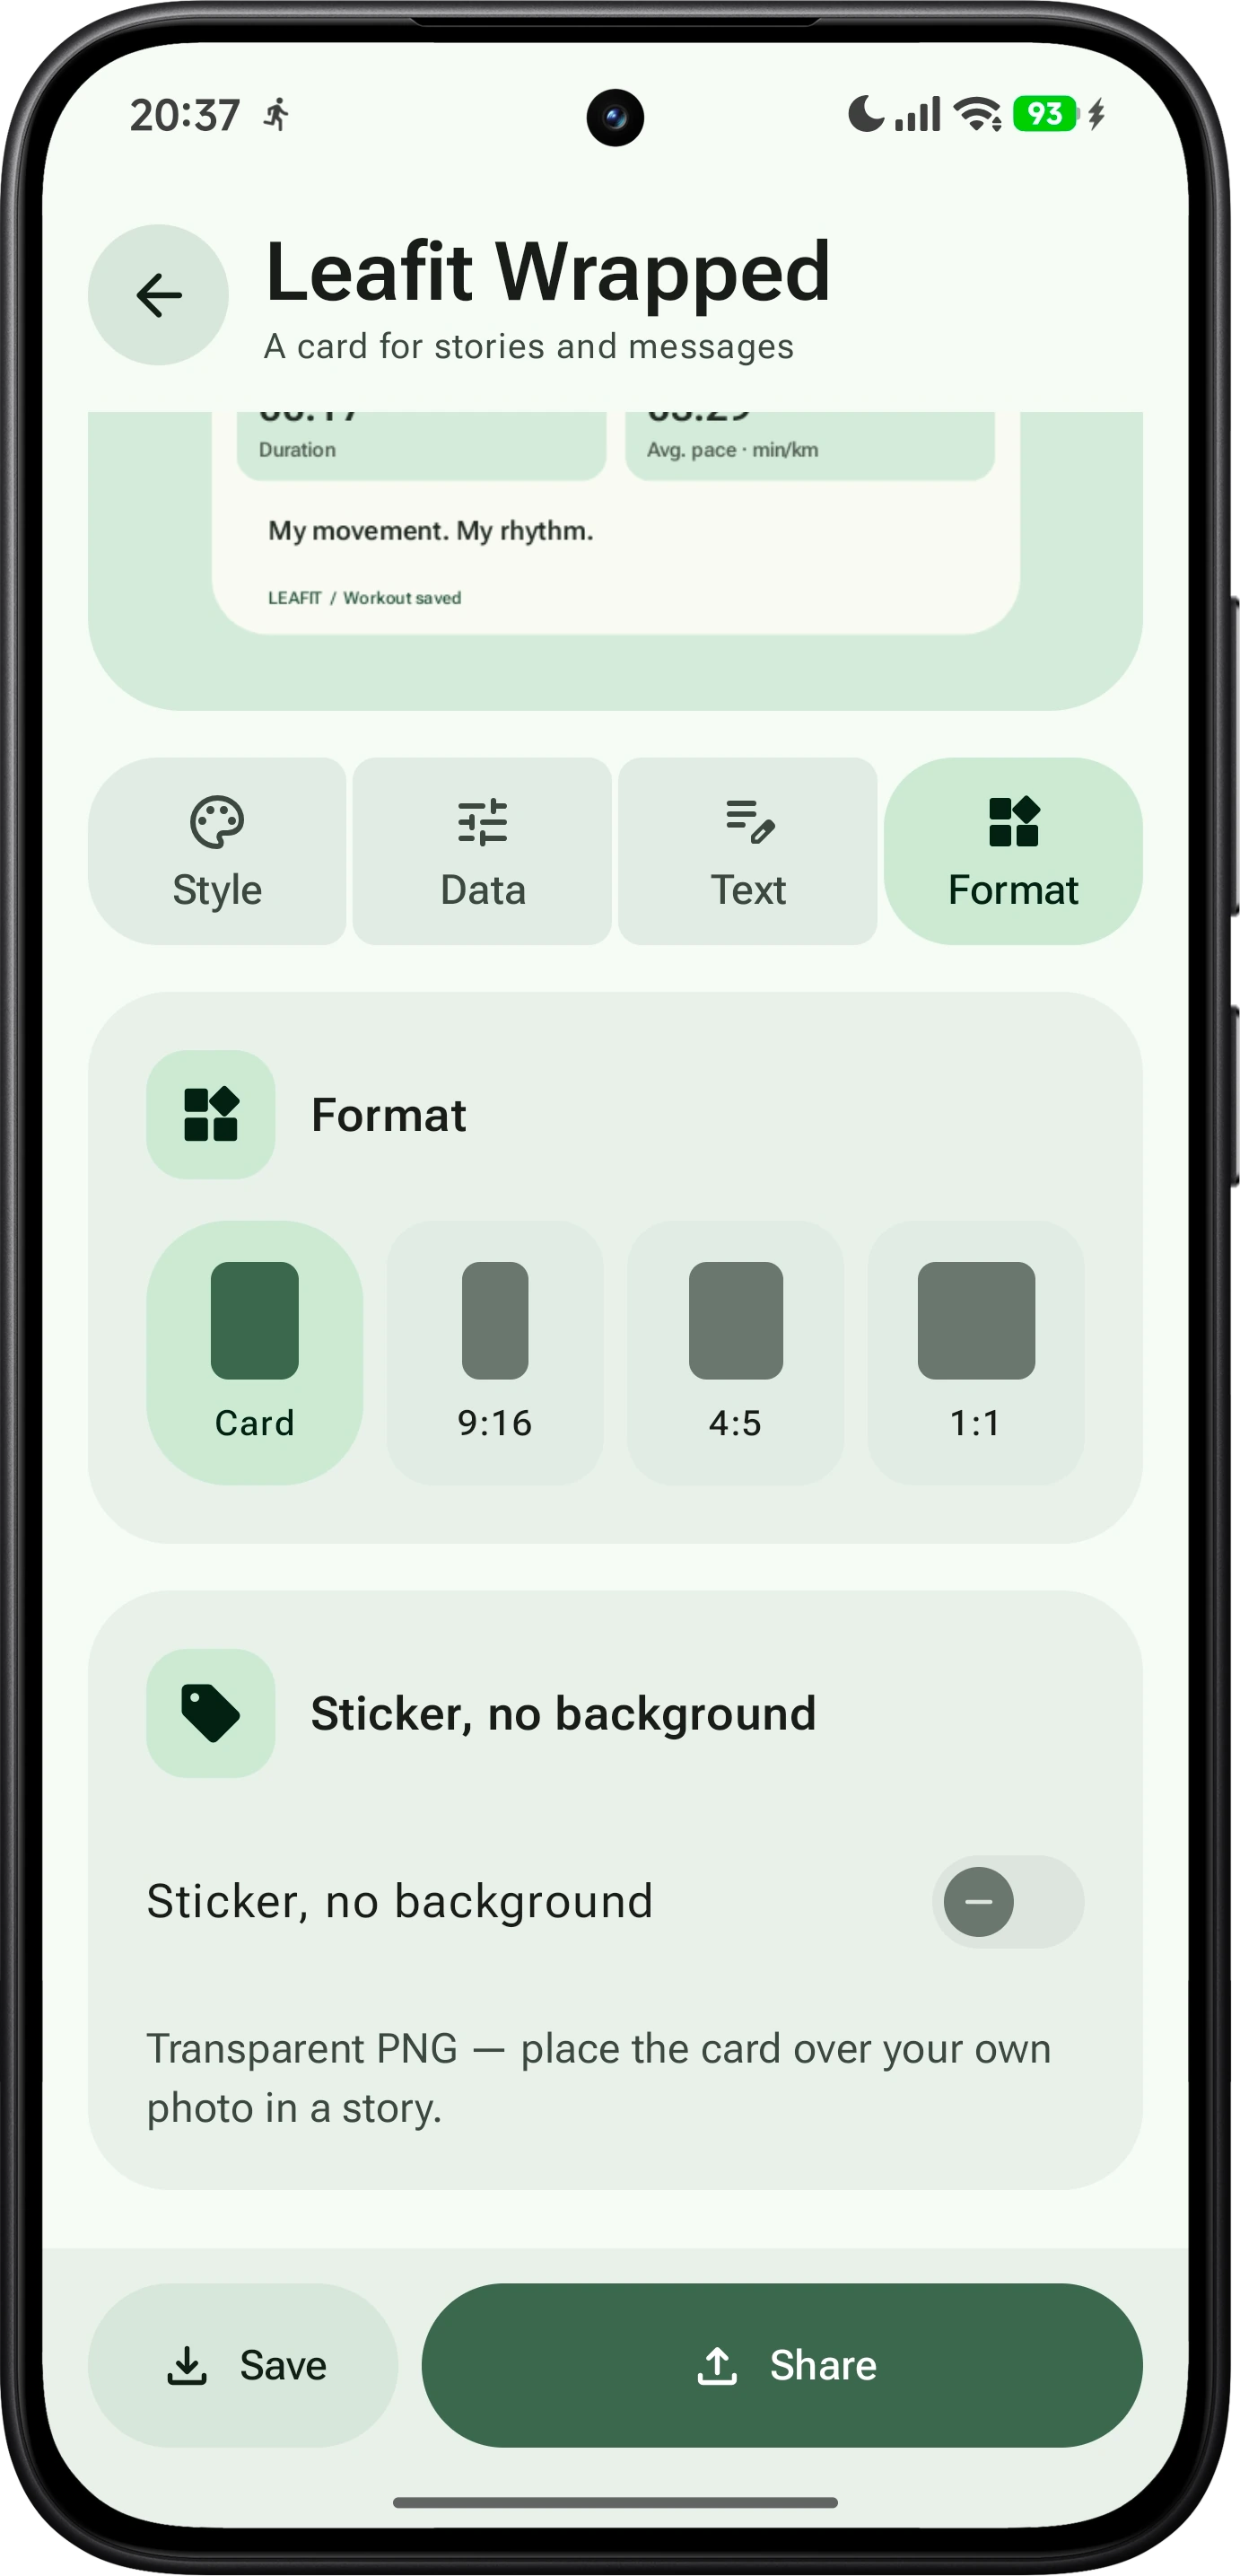 20:37
93
Leafit Wrapped
A card for stories and messages
Duration
Avg. pace · min/km
My movement. My rhythm.
LEAFIT / Workout saved
Style
Data
Text
Format
Format
Card
9:16
4:5
1:1
Sticker, no background
Sticker, no background
Transparent PNG — place the card over your own
photo in a story.
Save
Share